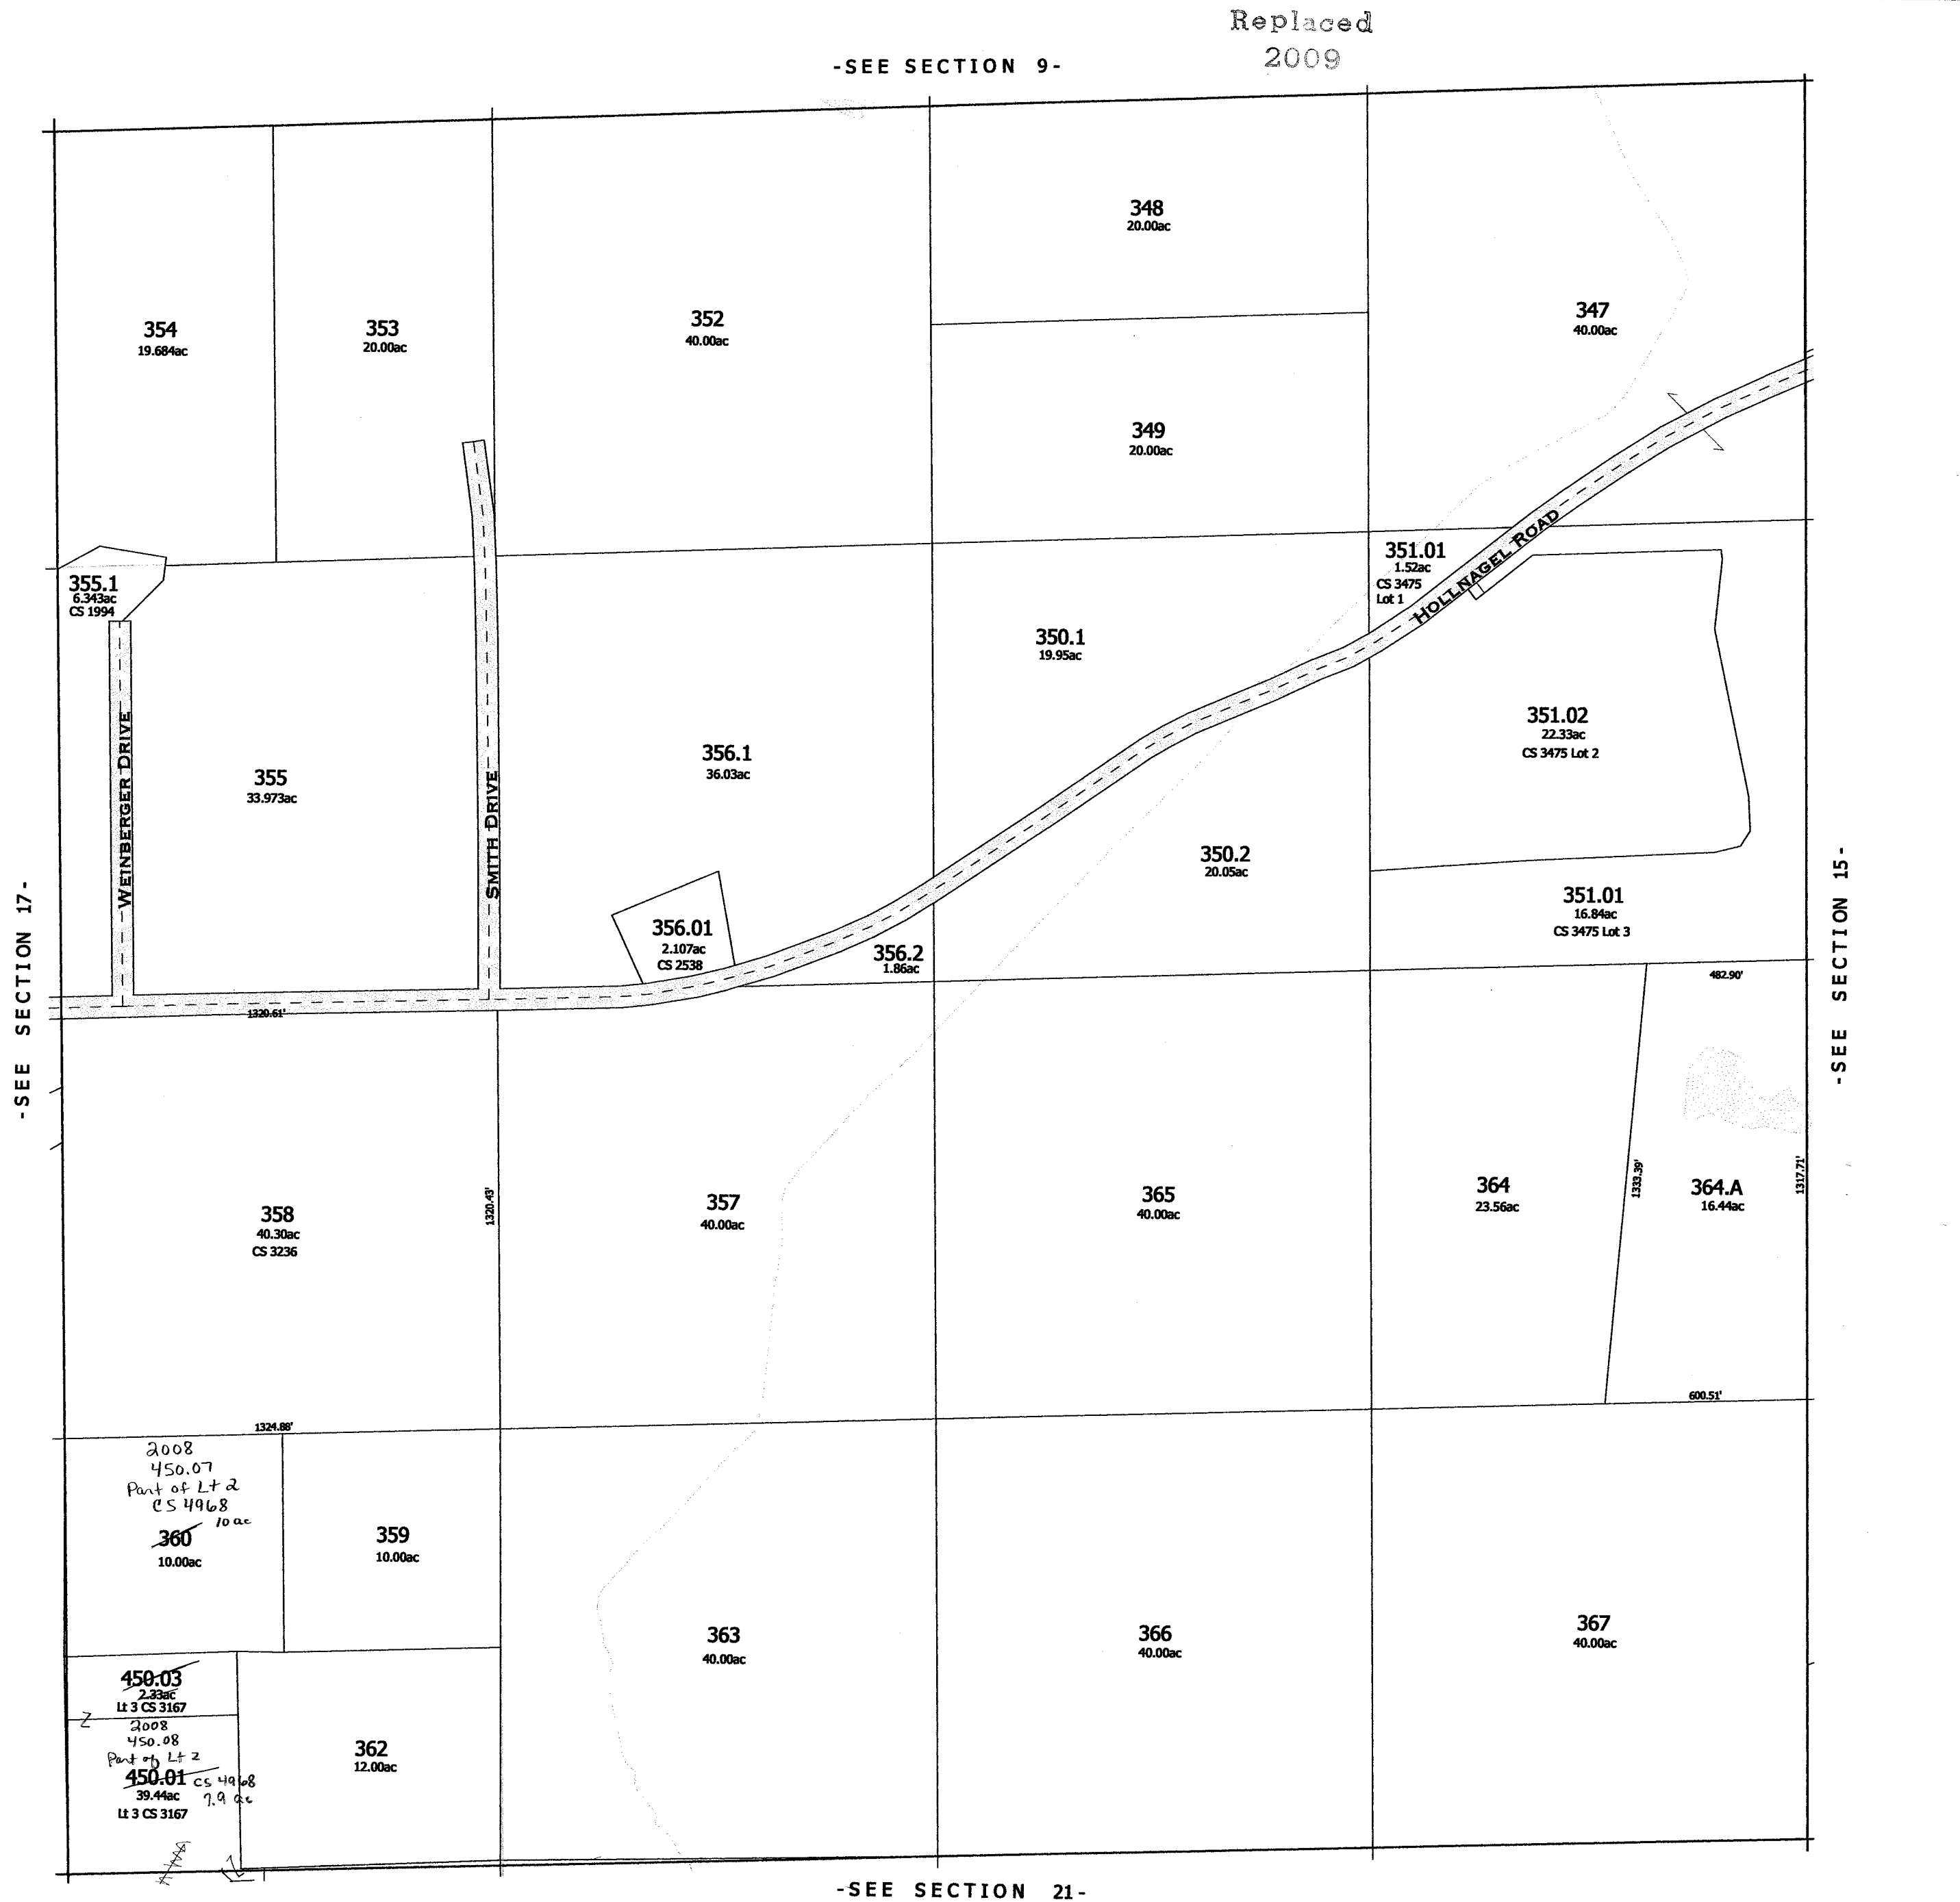 Replaced
2009
-SEE SECTION 9-
348
20.00ac
347
40.00ac
354
19.684ac
353
20.00ac
352
40.00ac
349
20.00ac
351.01
1.52ac
CS 3475
Lot 1
HOLLNAGEL ROAD
355.1
6.343ac
CS 1994
350.1
19.95ac
351.02
22.33ac
CS 3475 Lot 2
WEINBERGER DRIVE
355
33.973ac
SMITH DRIVE
356.1
36.03ac
350.2
20.05ac
351.01
16.84ac
CS 3475 Lot 3
356.01
2.107ac
CS 2538
356.2
1.86ac
-SEE SECTION 17-
-SEE SECTION 15-
482.90'
1320.61'
358
40.30ac
CS 3236
1320.43'
357
40.00ac
365
40.00ac
364
23.56ac
1333.39'
364.A
16.44ac
1317.71'
600.51'
1324.88'
2008
450.07
Part of Lt 2
CS 4968
10 ac
360
10.00ac
359
10.00ac
363
40.00ac
366
40.00ac
367
40.00ac
450.03
2.33ac
Lt 3 CS 3167
Z
2008
450.08
Part of Lt 2
450.01 CS 4968
39.44ac 7.9 ac
Lt 3 CS 3167
362
12.00ac
-SEE SECTION 21-